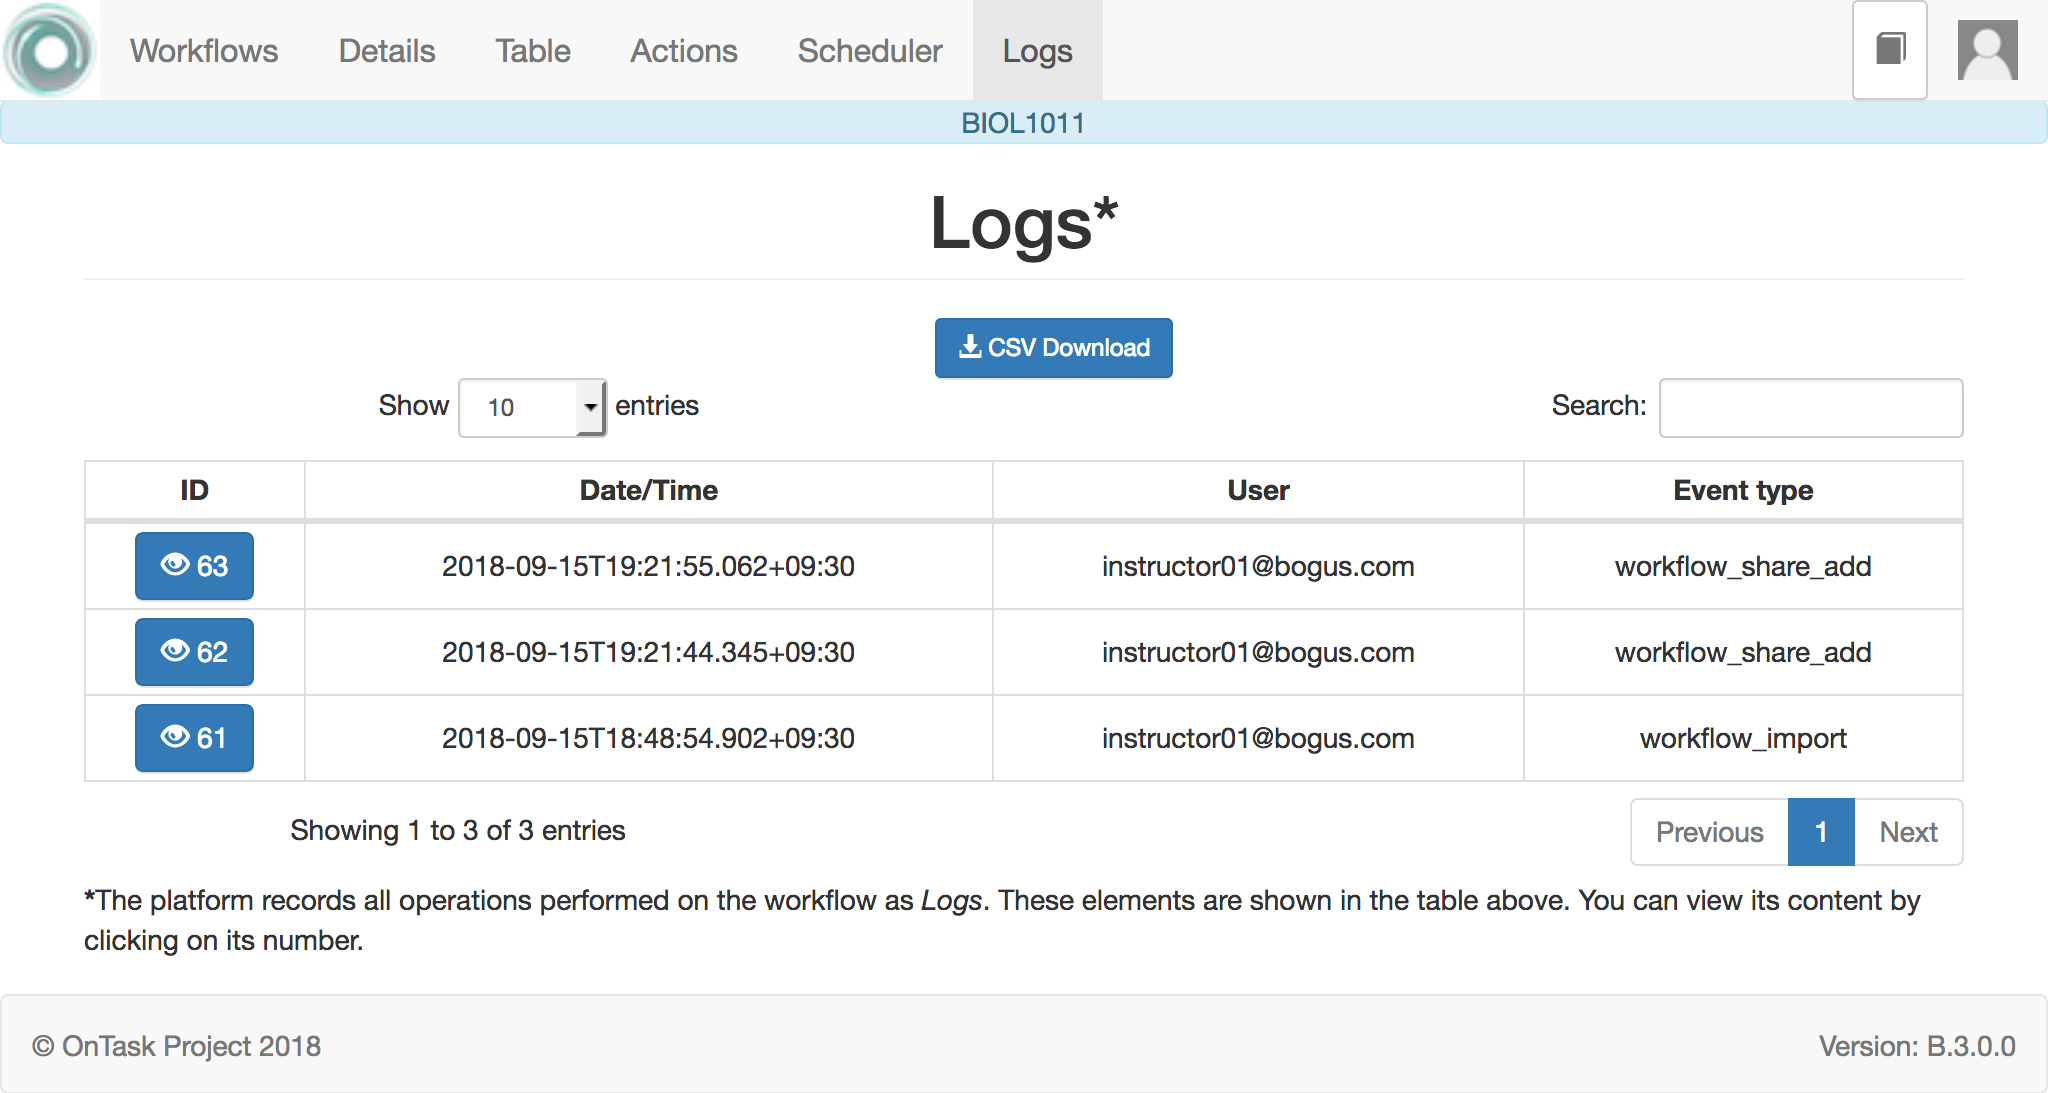 Workflows Details Table Actions Scheduler Logs
BIOL1011
Logs*
CSV Download
Show 10 entries Search:
ID Date/Time User Event type
63 2018-09-15T19:21:55.062+09:30 instructor01@bogus.com workflow_share_add
62 2018-09-15T19:21:44.345+09:30 instructor01@bogus.com workflow_share_add
61 2018-09-15T18:48:54.902+09:30 instructor01@bogus.com workflow_import
Showing 1 to 3 of 3 entries Previous 1 Next
*The platform records all operations performed on the workflow as Logs. These elements are shown in the table above. You can view its content by
clicking on its number.
© OnTask Project 2018 Version: B.3.0.0